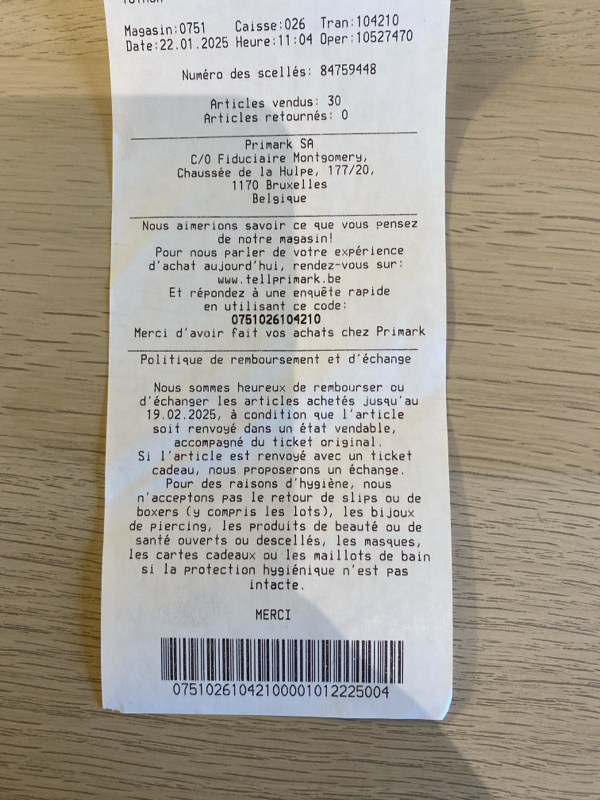 Magasin:0751 Caisse:026 Tran:104210
Date:22.01.2025 Heure:11:04 Oper:10527470
Numéro des scellés: 84759448
Articles vendus: 30
Articles retournés: 0
Primark SA
C/O Fiduciaire Montgomery,
Chaussée de la Hulpe, 177/20,
1170 Bruxelles
Belgique
Nous aimerions savoir ce que vous pensez
de notre magasin!
Pour nous parler de votre expérience
d'achat aujourd'hui, rendez-vous sur:
www.tellprimark.be
Et répondez à une enquête rapide
en utilisant ce code:
0751026104210
Merci d'avoir fait vos achats chez Primark
Politique de remboursement et d'échange
Nous sommes heureux de rembourser ou
d'échanger les articles achetés jusqu'au
19.02.2025, à condition que l'article
soit renvoyé dans un état vendable,
accompagné du ticket original.
Si l'article est renvoyé avec un ticket
cadeau, nous proposerons un échange.
Pour des raisons d'hygiène, nous
n'acceptons pas le retour de slips ou de
boxers (y compris les lots), les bijoux
de piercing, les produits de beauté ou de
santé ouverts ou descellés, les masques,
les cartes cadeaux ou les maillots de bain
si la protection hygiénique n'est pas
intacte.
MERCI
0751026104210000101222​5004